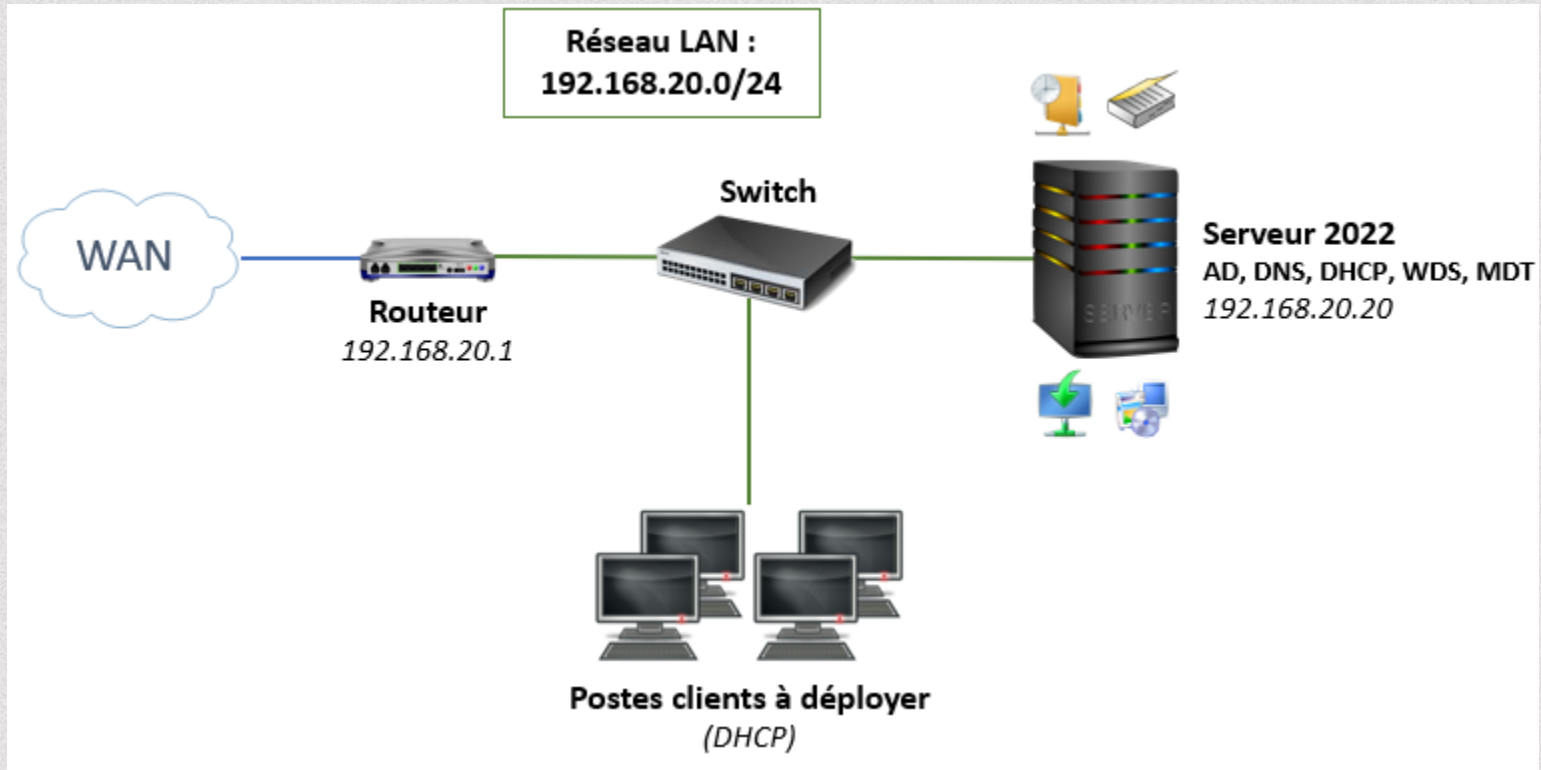 Réseau LAN :
192.168.20.0/24
WAN
Routeur
192.168.20.1
Switch
SERVER
Serveur 2022
AD, DNS, DHCP, WDS, MDT
192.168.20.20
Postes clients à déployer
(DHCP)